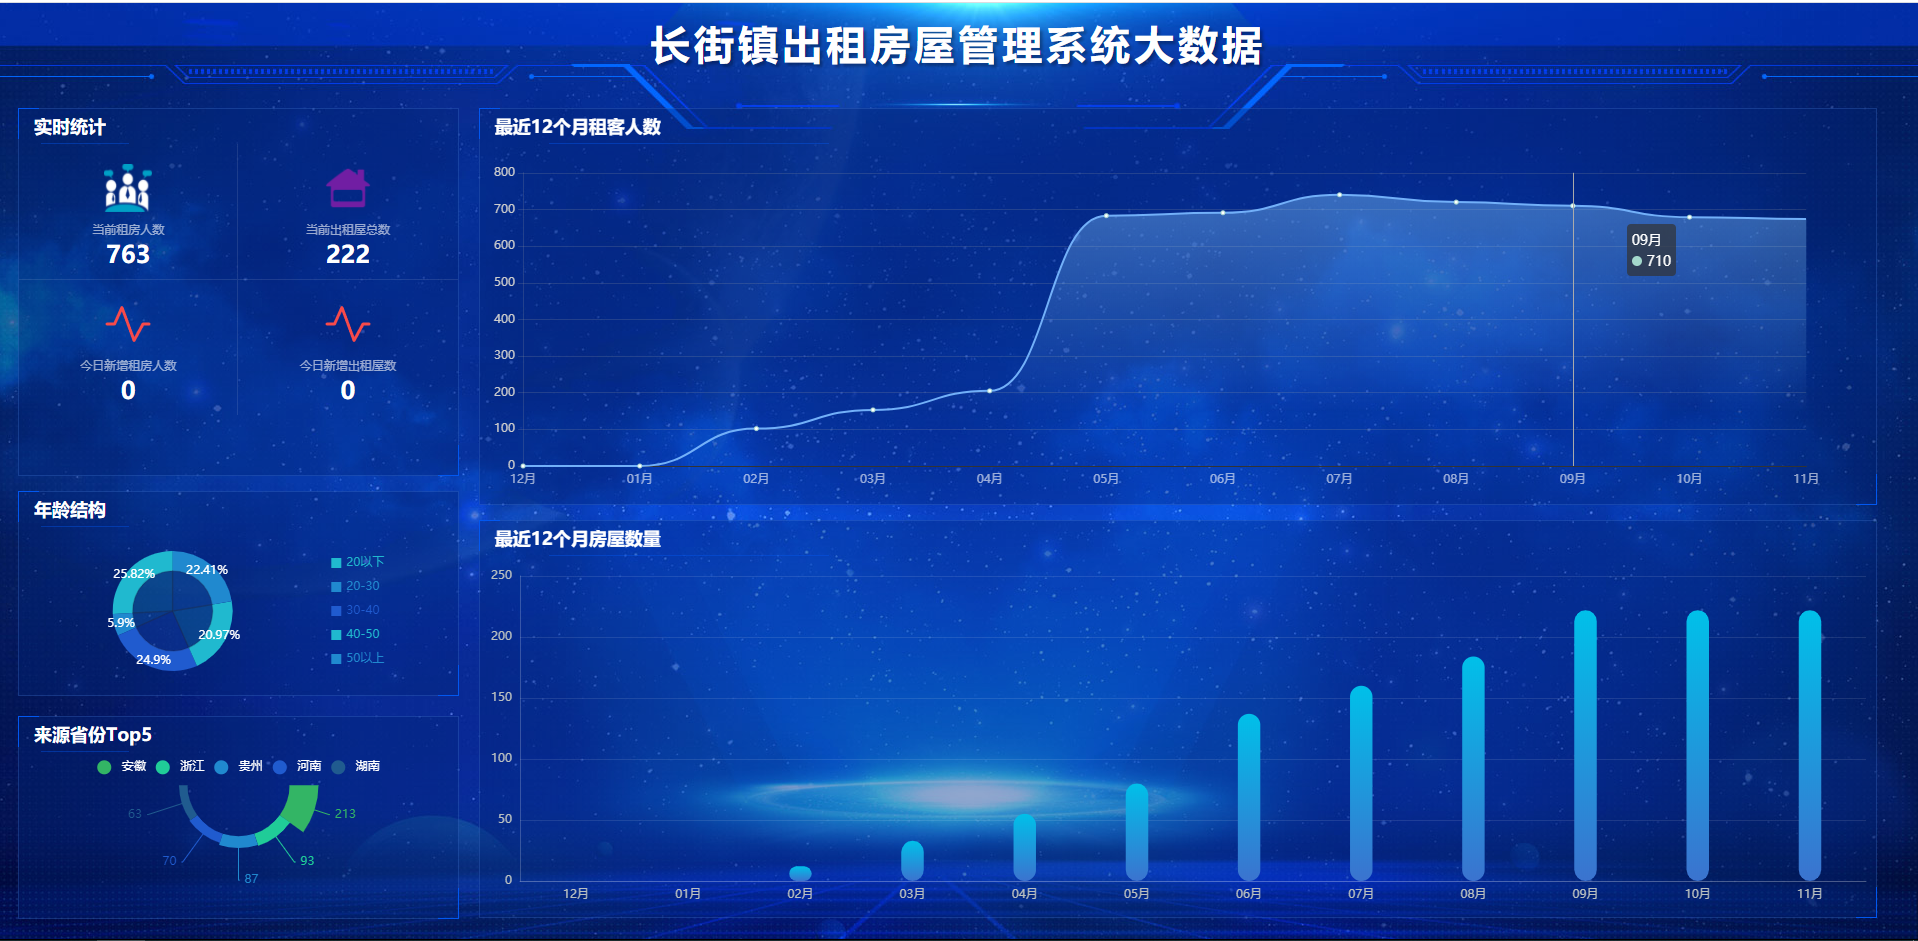 长街镇出租房屋管理系统大数据
实时统计
当前租房人数
763
当前出租屋总数
222
今日新增租房人数
0
今日新增出租屋数
0
年龄结构
25.82%
22.41%
5.9%
20.97%
24.9%
20以下
20-30
30-40
40-50
50以上
来源省份Top5
安徽 浙江 贵州 河南 湖南
63
213
70
93
87
最近12个月租客人数
800
700
600
500
400
300
200
100
0
09月
710
12月 01月 02月 03月 04月 05月 06月 07月 08月 09月 10月 11月
最近12个月房屋数量
250
200
150
100
50
0
12月 01月 02月 03月 04月 05月 06月 07月 08月 09月 10月 11月